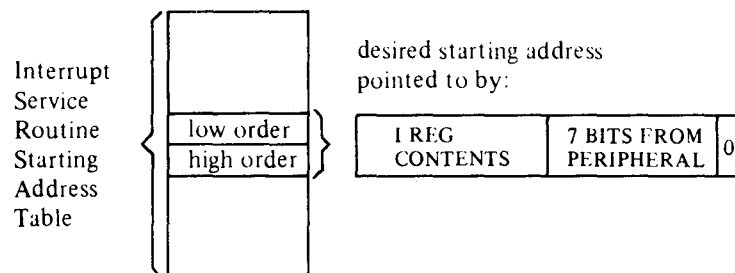 Interrupt
Service
Routine
Starting
Address
Table
low order
high order
desired starting address
pointed to by:
I REG
CONTENTS
7 BITS FROM
PERIPHERAL
0